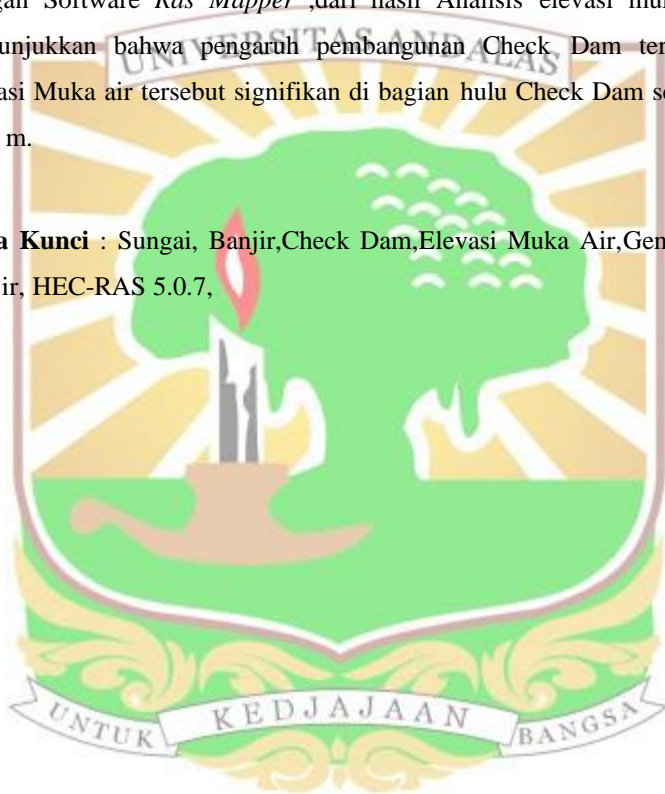 gan Software Ras Mapper ,dari hasil Analisis elevasi mu
unjukkan bahwa pengaruh pembangunan Check Dam ter
UNIVERSITAS ANDALAS
asi Muka air tersebut signifikan di bagian hulu Check Dam se
m.
a Kunci : Sungai, Banjir,Check Dam,Elevasi Muka Air,Gen
ir, HEC-RAS 5.0.7,
UNTUK KEDJAJAAN BANGSA